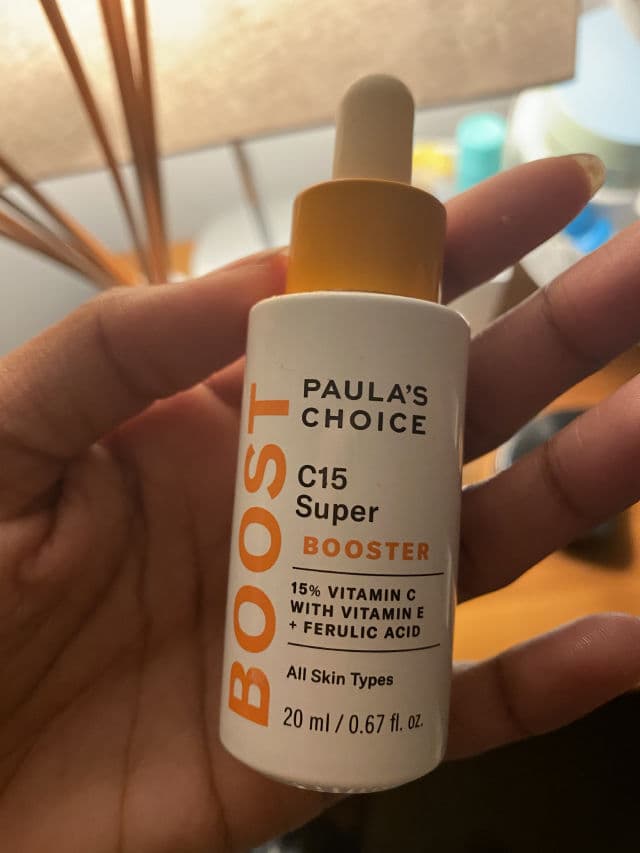 BOOST
PAULA'S
CHOICE
C15
Super
BOOSTER
15% VITAMIN C
WITH VITAMIN E
+ FERULIC ACID
All Skin Types
20 ml / 0.67 fl. oz.